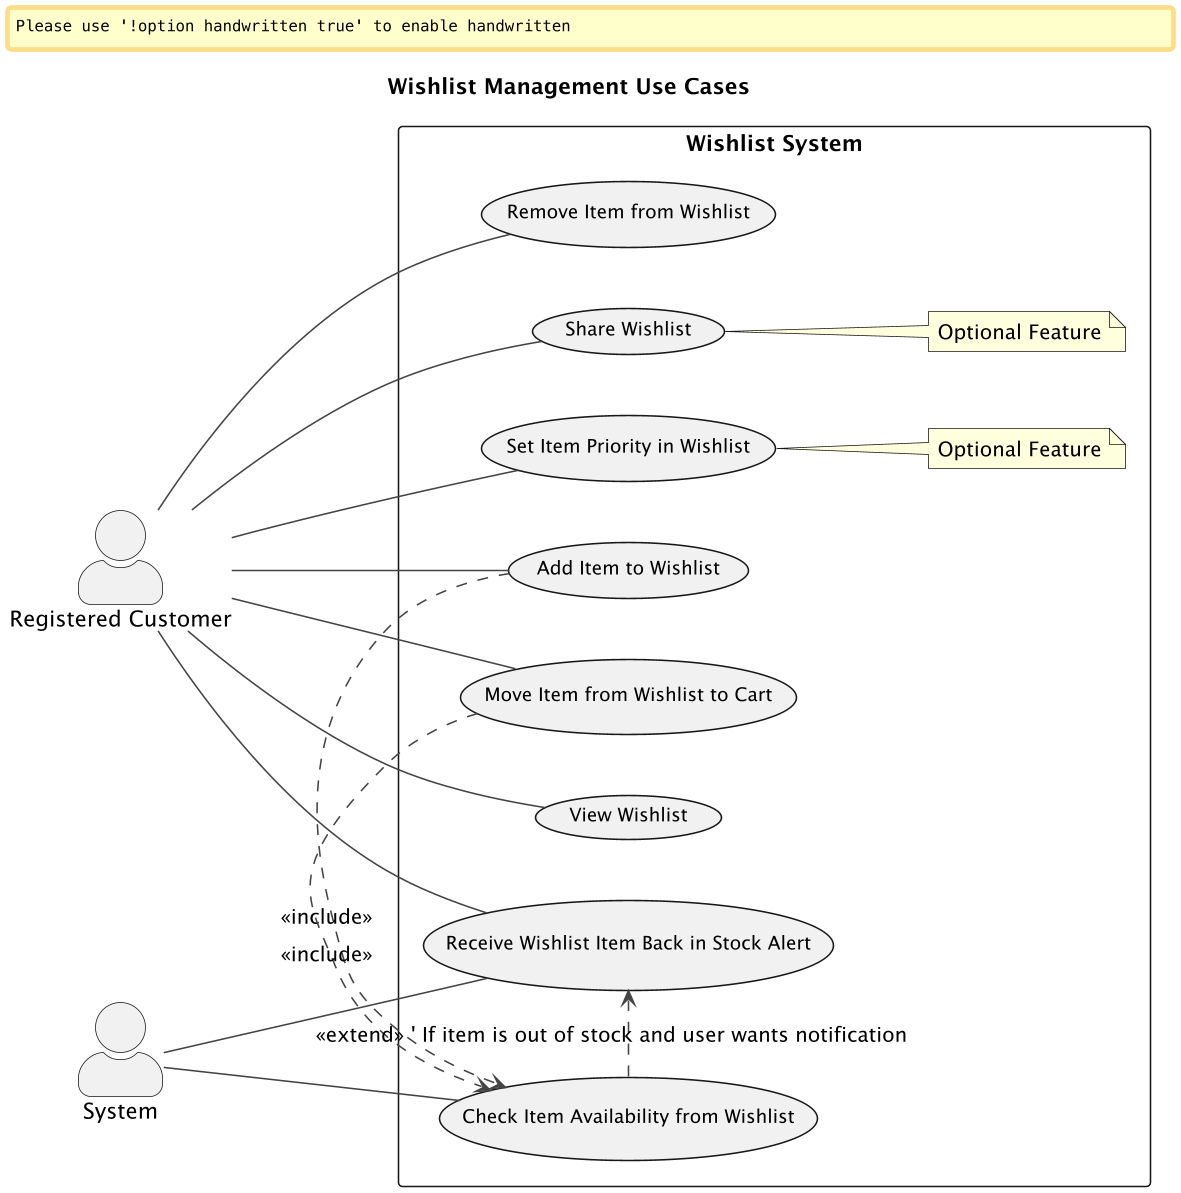 Please use '!option handwritten true' to enable handwritten
Wishlist Management Use Cases
Wishlist System
Remove Item from Wishlist
Share Wishlist
Optional Feature
Set Item Priority in Wishlist
Optional Feature
Add Item to Wishlist
Registered Customer
Move Item from Wishlist to Cart
View Wishlist
«include»
Receive Wishlist Item Back in Stock Alert
«include»
«extend» ' If item is out of stock and user wants notification
System
Check Item Availability from Wishlist